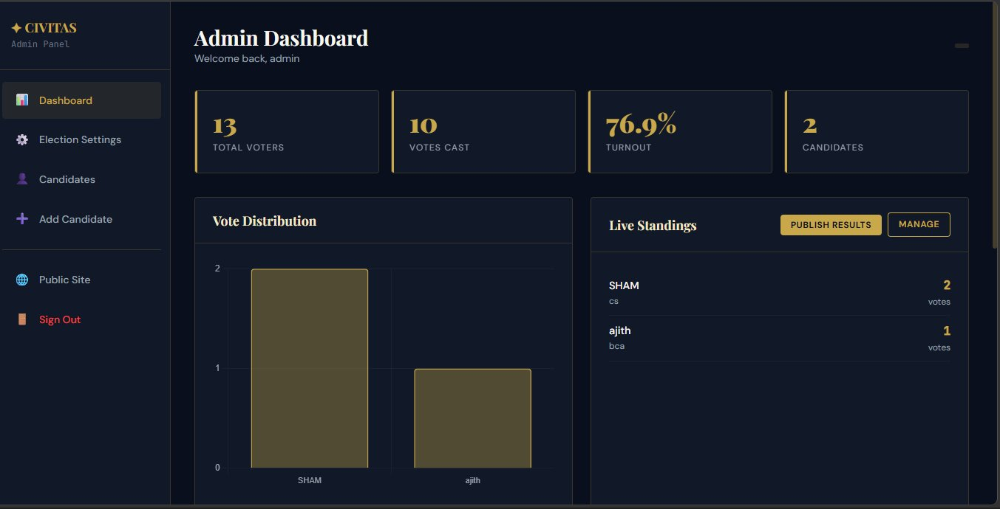 ✦ CIVITAS
Admin Panel
Dashboard
Election Settings
Candidates
Add Candidate
Public Site
Sign Out
Admin Dashboard
Welcome back, admin
13
TOTAL VOTERS
10
VOTES CAST
76.9%
TURNOUT
2
CANDIDATES
Vote Distribution
2
1
0
SHAM
ajith
Live Standings
PUBLISH RESULTS
MANAGE
SHAM
2
cs
votes
ajith
1
bca
votes